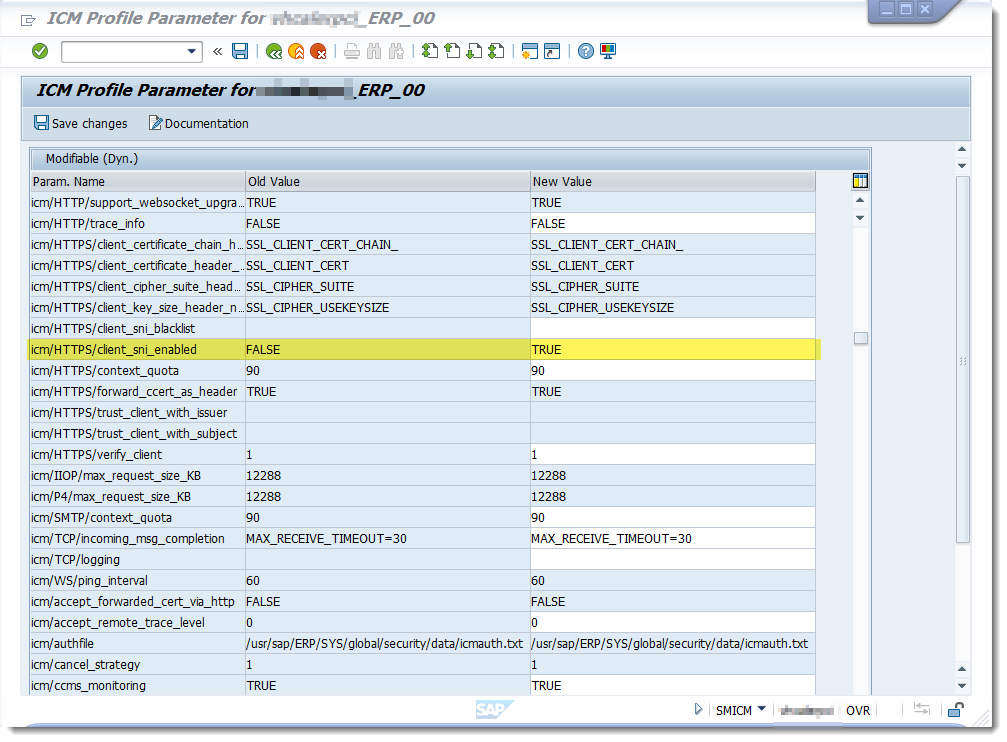 ICM Profile Parameter for _ERP_00
ICM Profile Parameter for _ERP_00
Save changes Documentation
Modifiable (Dyn.)
Param. Name Old Value New Value
icm/HTTP/support_websocket_upgra... TRUE TRUE
icm/HTTP/trace_info FALSE FALSE
icm/HTTPS/client_certificate_chain_h... SSL_CLIENT_CERT_CHAIN_ SSL_CLIENT_CERT_CHAIN_
icm/HTTPS/client_certificate_header_... SSL_CLIENT_CERT SSL_CLIENT_CERT
icm/HTTPS/client_cipher_suite_head... SSL_CIPHER_SUITE SSL_CIPHER_SUITE
icm/HTTPS/client_key_size_header_n... SSL_CIPHER_USEKEYSIZE SSL_CIPHER_USEKEYSIZE
icm/HTTPS/client_sni_blacklist
icm/HTTPS/client_sni_enabled FALSE TRUE
icm/HTTPS/context_quota 90 90
icm/HTTPS/forward_ccert_as_header TRUE TRUE
icm/HTTPS/trust_client_with_issuer
icm/HTTPS/trust_client_with_subject
icm/HTTPS/verify_client 1 1
icm/IIOP/max_request_size_KB 12288 12288
icm/P4/max_request_size_KB 12288 12288
icm/SMTP/context_quota 90 90
icm/TCP/incoming_msg_completion MAX_RECEIVE_TIMEOUT=30 MAX_RECEIVE_TIMEOUT=30
icm/TCP/logging
icm/WS/ping_interval 60 60
icm/accept_forwarded_cert_via_http FALSE FALSE
icm/accept_remote_trace_level 0 0
icm/authfile /usr/sap/ERP/SYS/global/security/data/icmauth.txt /usr/sap/ERP/SYS/global/security/data/icmauth.txt
icm/cancel_strategy 1 1
icm/ccms_monitoring TRUE TRUE
SAP SMICM OVR